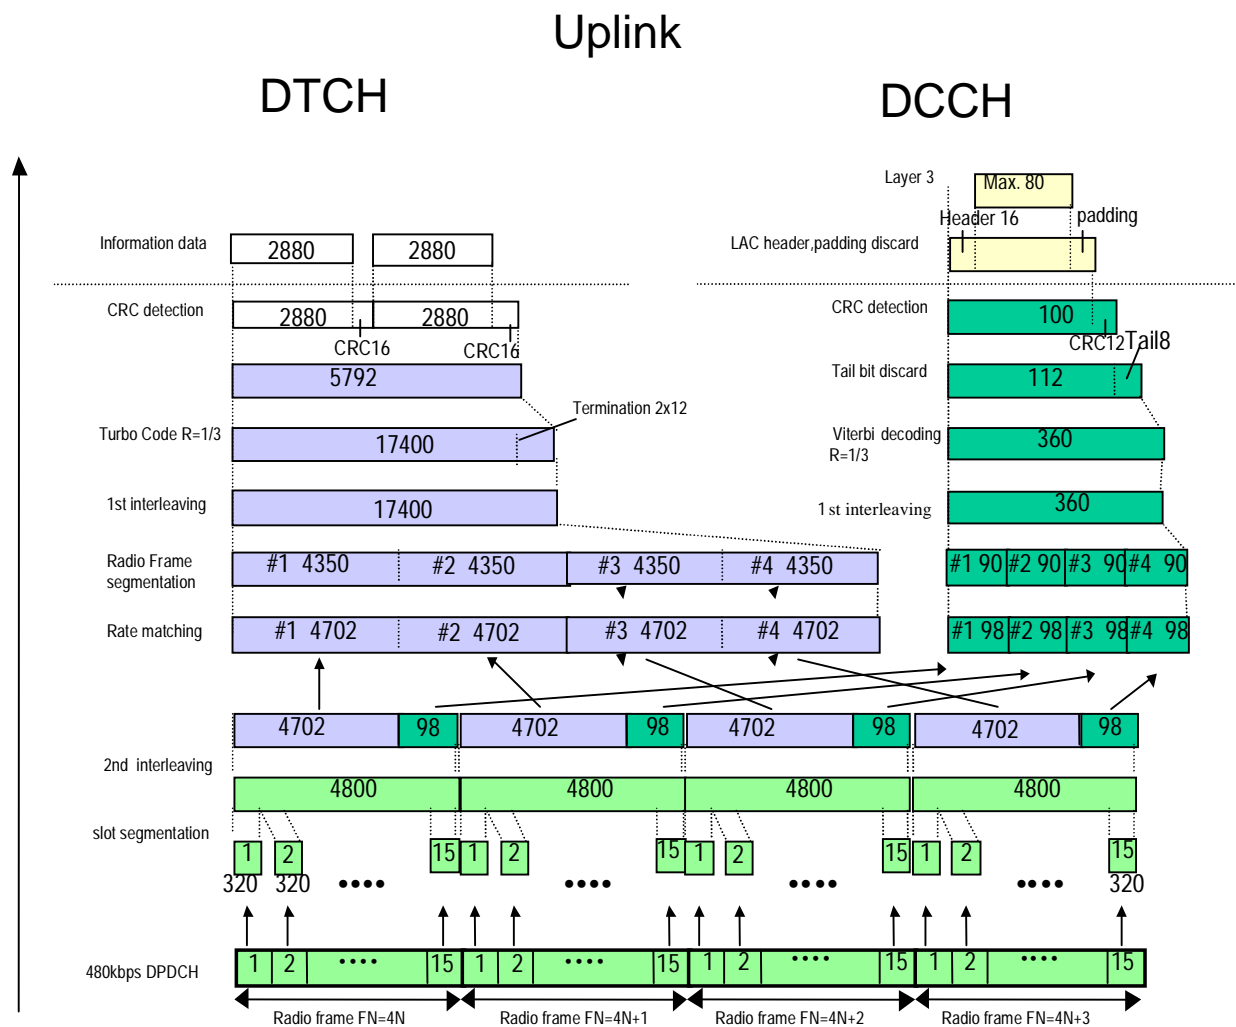 Uplink
DTCH
DCCH
Layer 3
Max. 80
Header 16
padding
Information data
2880
2880
LAC header,padding discard
CRC detection
2880
2880
CRC16
CRC16
CRC detection
100
CRC12
Tail8
5792
Tail bit discard
112
Termination 2x12
Turbo Code R=1/3
17400
Viterbi decoding
R=1/3
360
1st interleaving
17400
1st interleaving
360
Radio Frame
segmentation
#1 4350
#2 4350
#3 4350
#4 4350
#1 90
#2 90
#3 90
#4 90
Rate matching
#1 4702
#2 4702
#3 4702
#4 4702
#1 98
#2 98
#3 98
#4 98
4702
98
4702
98
4702
98
4702
98
2nd interleaving
4800
4800
4800
4800
slot segmentation
1
2
15
1
2
15
1
2
15
1
2
15
320
320
320
480kbps DPDCH
1
2
15
1
2
15
1
2
15
1
2
15
Radio frame FN=4N
Radio frame FN=4N+1
Radio frame FN=4N+2
Radio frame FN=4N+3